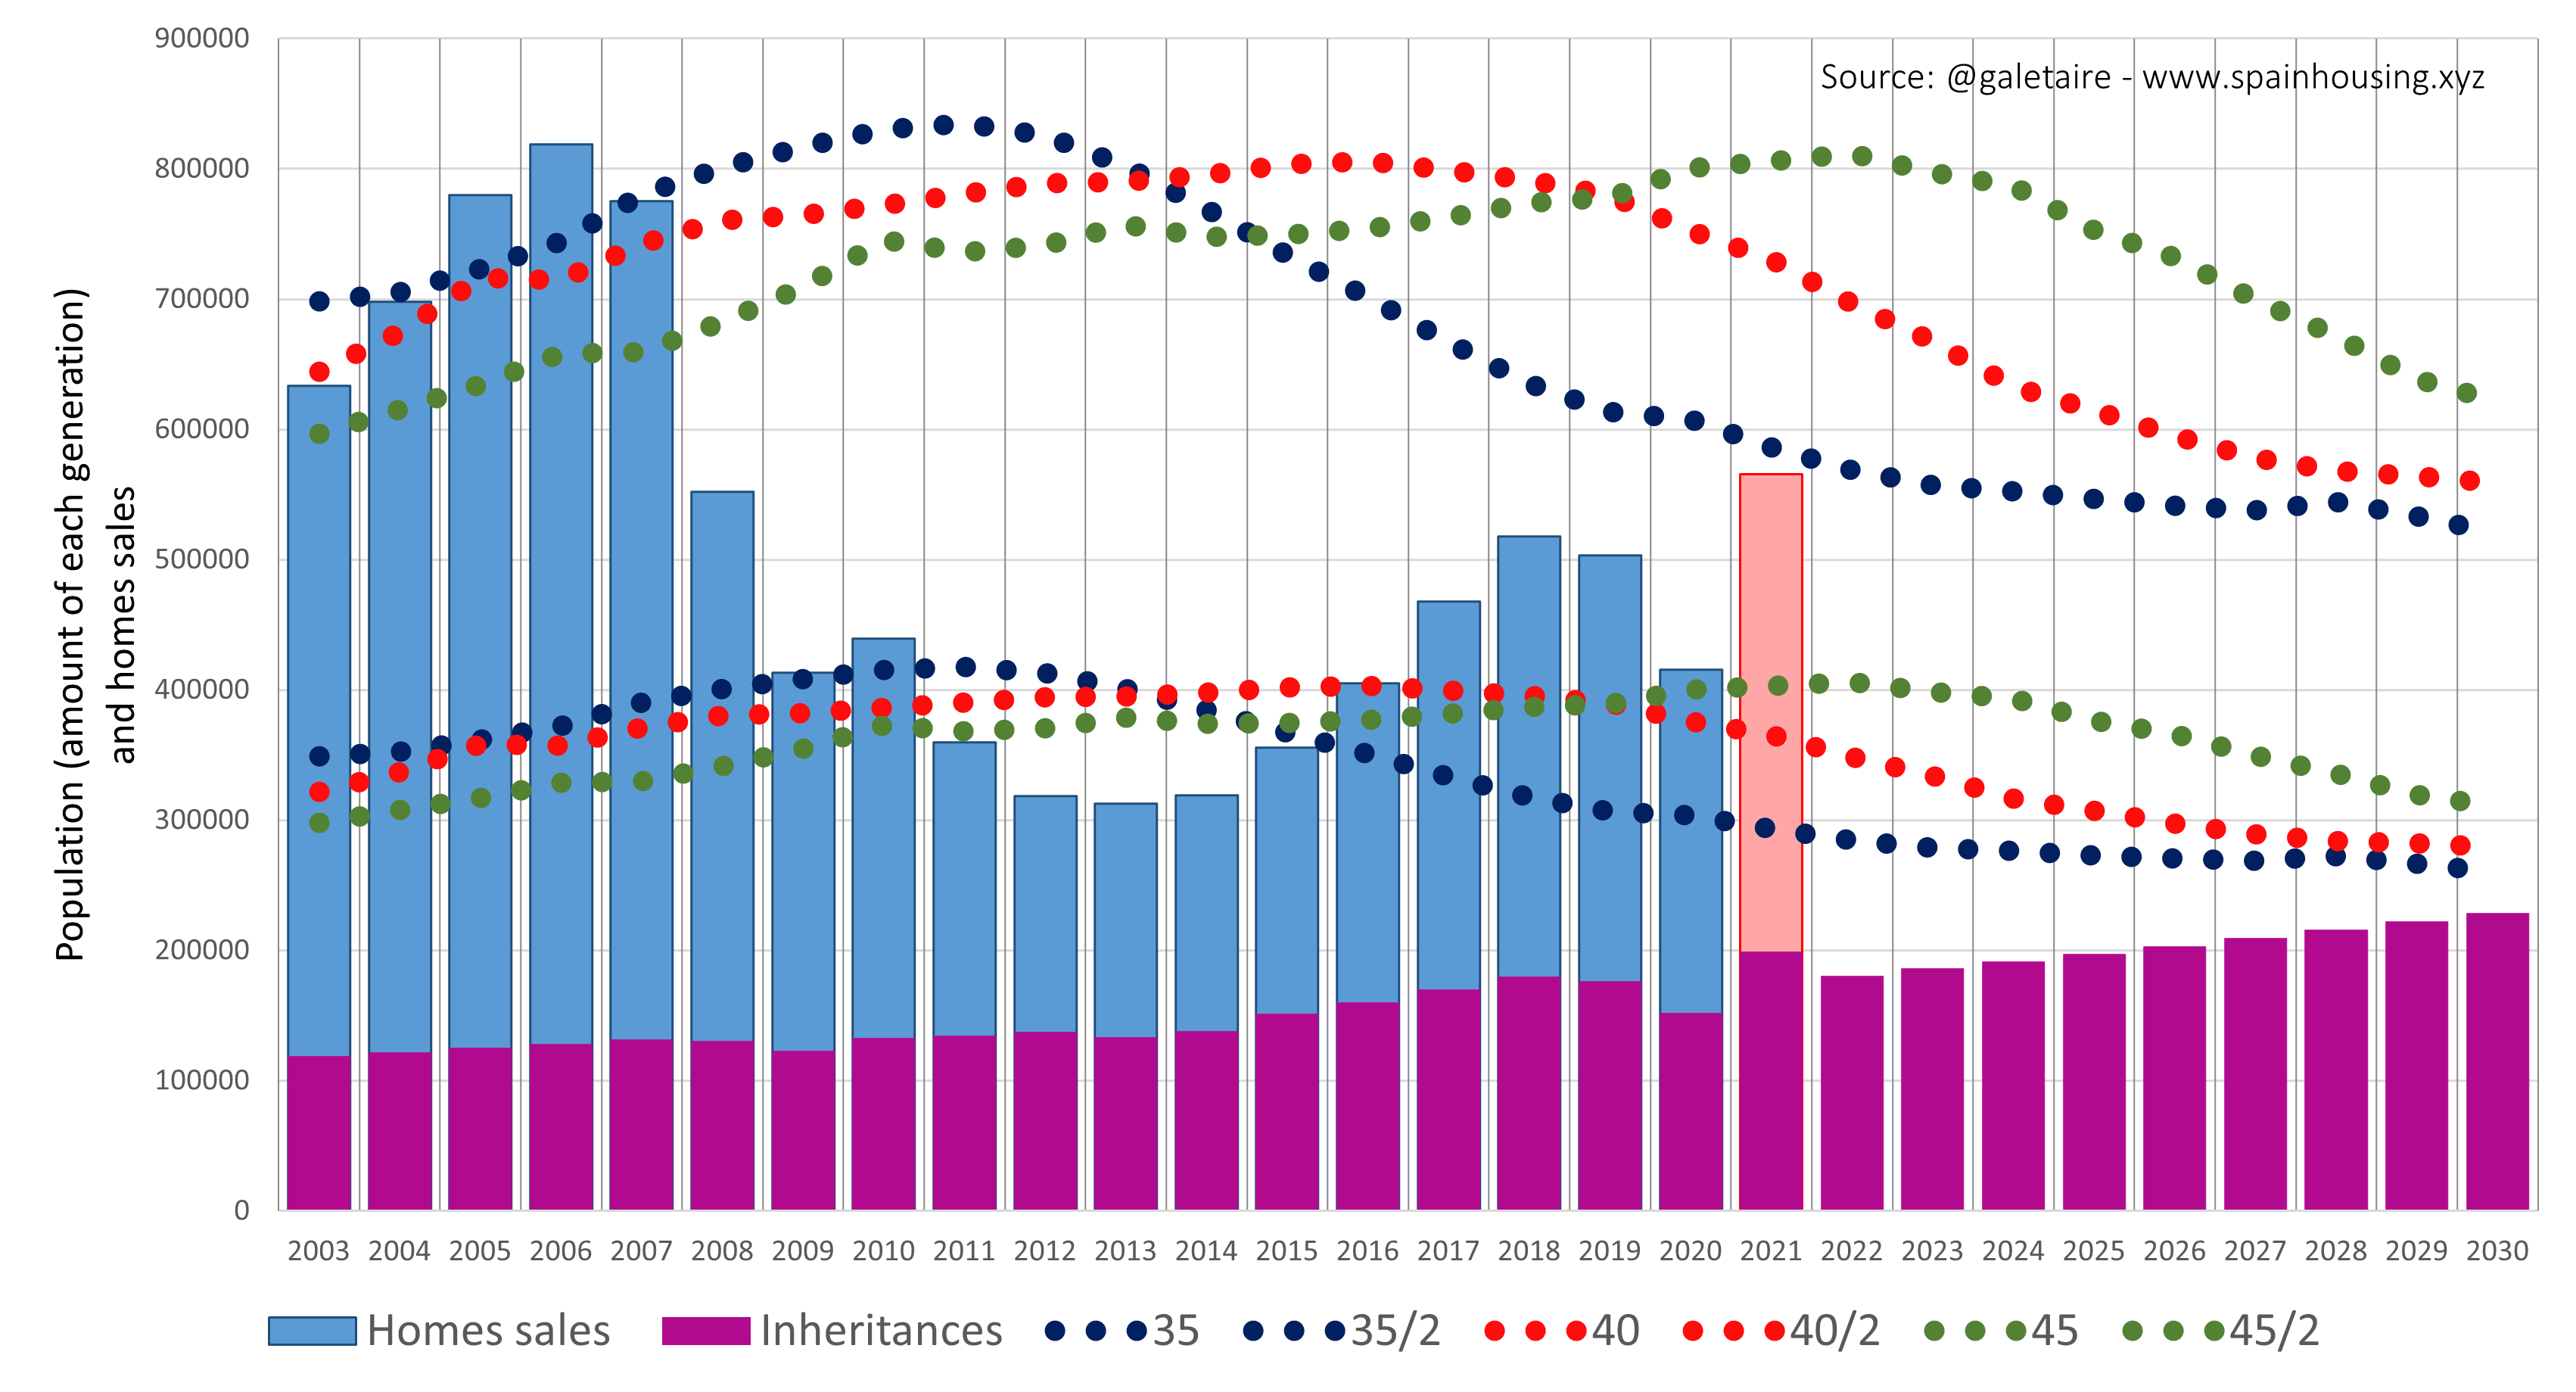 Source: @galetaire - www.spainhousing.xyz
Population (amount of each generation)
and homes sales
900000
800000
700000
600000
500000
400000
300000
200000
100000
0
2003 2004 2005 2006 2007 2008 2009 2010 2011 2012 2013 2014 2015 2016 2017 2018 2019 2020 2021 2022 2023 2024 2025 2026 2027 2028 2029 2030
Homes sales Inheritances 35 35/2 40 40/2 45 45/2